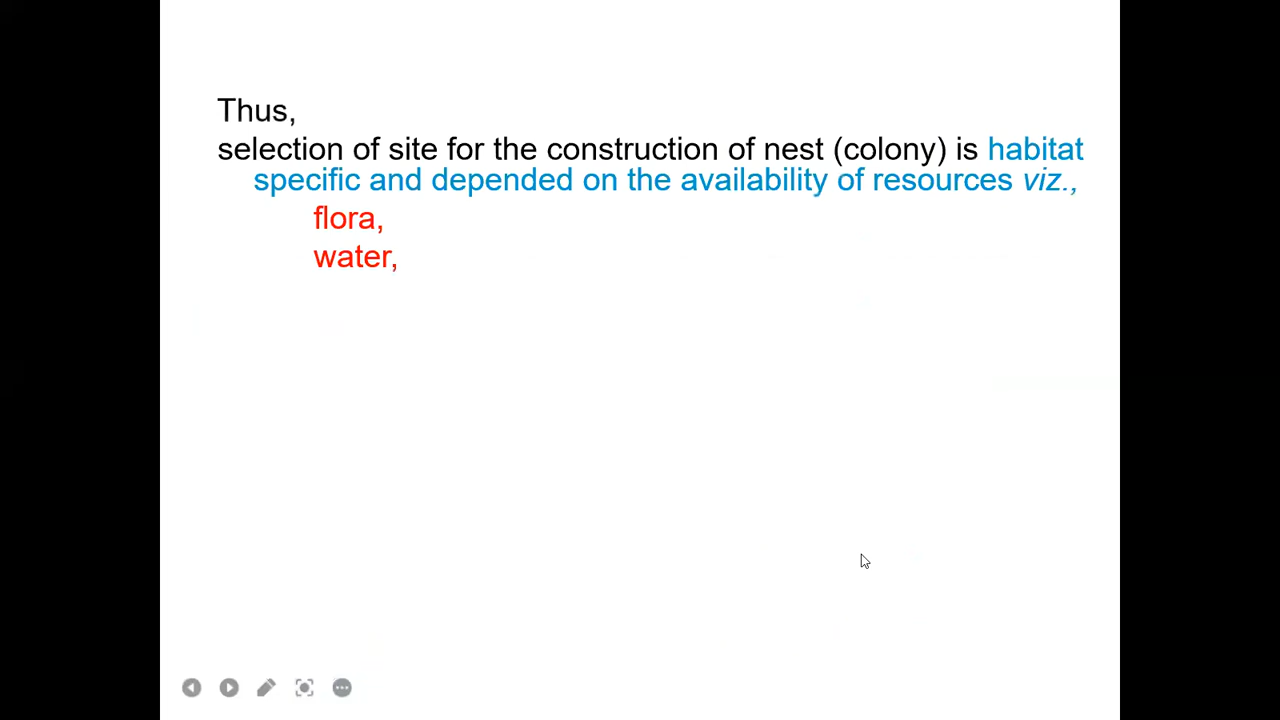 Thus,
selection of site for the construction of nest (colony) is habitat
specific and depended on the availability of resources viz.,
flora,
water,